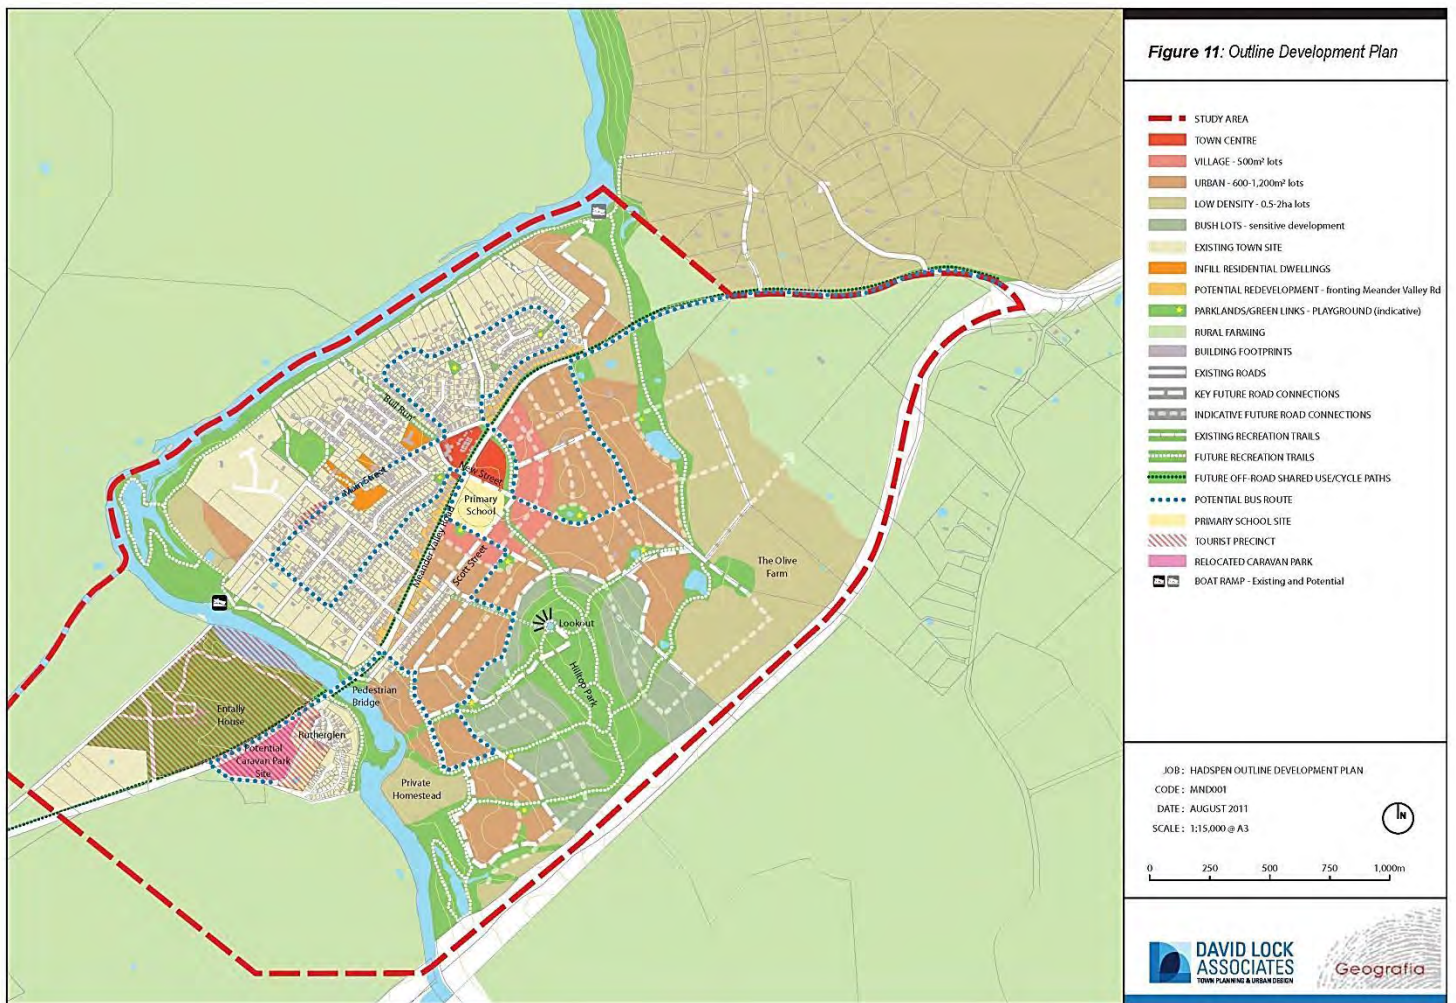 Figure 11: Outline Development Plan
STUDY AREA
TOWN CENTRE
VILLAGE - 500m² lots
URBAN - 600-1,200m² lots
LOW DENSITY - 0.5-2ha lots
BUSH LOTS - sensitive development
EXISTING TOWN SITE
INFILL RESIDENTIAL DWELLINGS
POTENTIAL REDEVELOPMENT - fronting Meander Valley Rd
PARKLANDS/GREEN LINKS - PLAYGROUND (indicative)
RURAL FARMING
BUILDING FOOTPRINTS
EXISTING ROADS
KEY FUTURE ROAD CONNECTIONS
INDICATIVE FUTURE ROAD CONNECTIONS
EXISTING RECREATION TRAILS
FUTURE RECREATION TRAILS
FUTURE OFF-ROAD SHARED USE/CYCLE PATHS
POTENTIAL BUS ROUTE
PRIMARY SCHOOL SITE
TOURIST PRECINCT
RELOCATED CARAVAN PARK
BOAT RAMP - Existing and Potential
'Bull Run'
Main Street
New Street
Primary
School
Meander Valley Road
Scott Street
The Olive
Farm
Lookout
Hilltop Park
Pedestrian
Bridge
Entally
House
Rutherglen
Potential
Caravan Park
Site
Private
Homestead
JOB : HADSPEN OUTLINE DEVELOPMENT PLAN
CODE : MND001
DATE : AUGUST 2011
SCALE : 1:15,000 @ A3
N
0 250 500 750 1,000m
DAVID LOCK
ASSOCIATES
TOWN PLANNING & URBAN DESIGN
Geografia